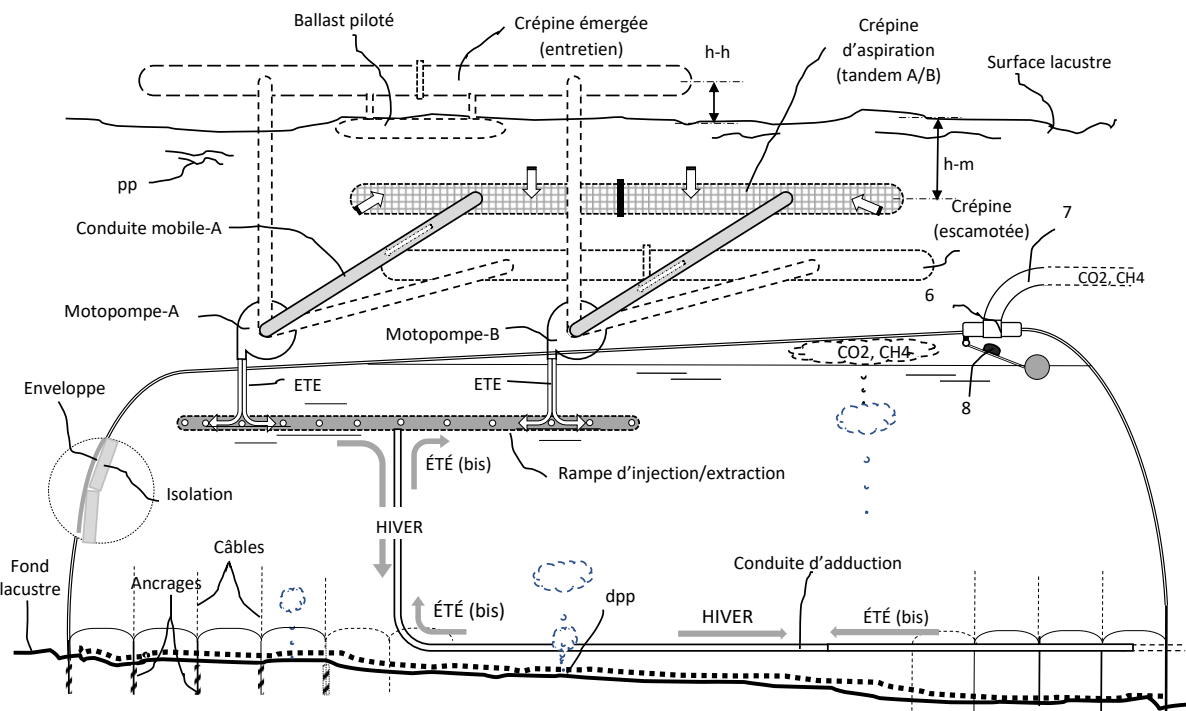 Ballast piloté
Crépine émergée
(entretien)
Crépine
d’aspiration
(tandem A/B)
h-h
Surface lacustre
pp
h-m
Conduite mobile-A
Crépine
(escamotée)
7
CO2, CH4
6
Motopompe-A
Motopompe-B
CO2, CH4
ETE
ETE
8
Enveloppe
ÉTÉ (bis)
Rampe d’injection/extraction
Isolation
HIVER
Câbles
Conduite d’adduction
Fond
lacustre
Ancrages
dpp
ÉTÉ (bis)
HIVER
ÉTÉ (bis)